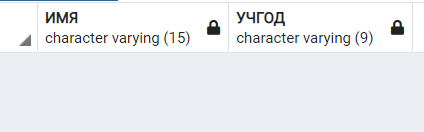 ИМЯ
character varying (15)
УЧГОД
character varying (9)